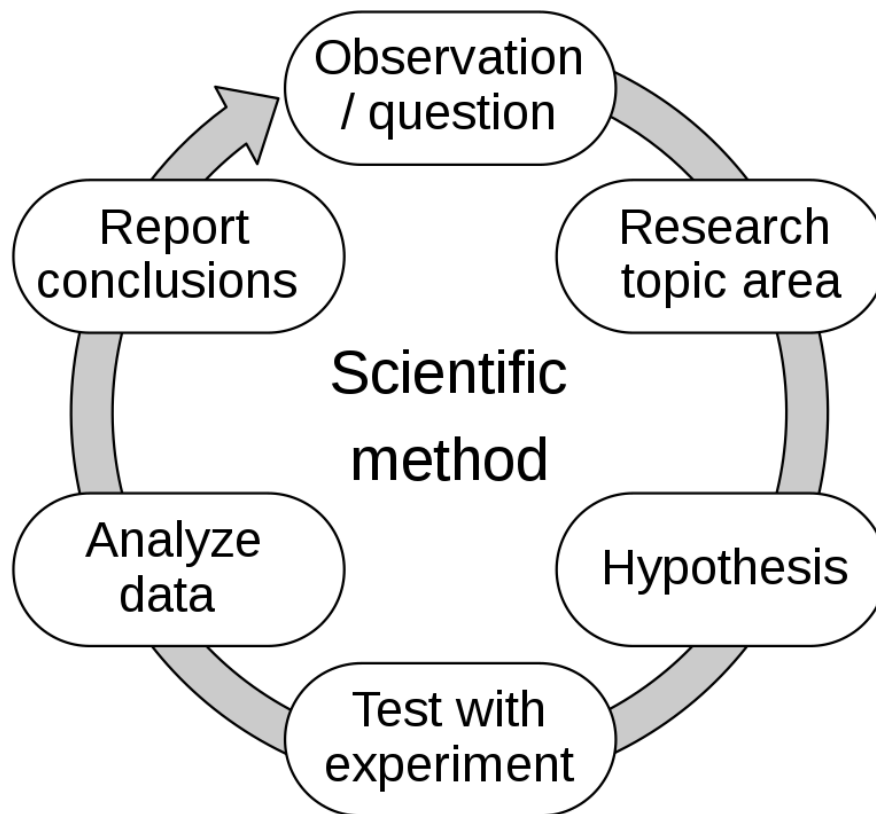 Observation
/ question
Research
topic area
Hypothesis
Test with
experiment
Analyze
data
Report
conclusions
Scientific
method